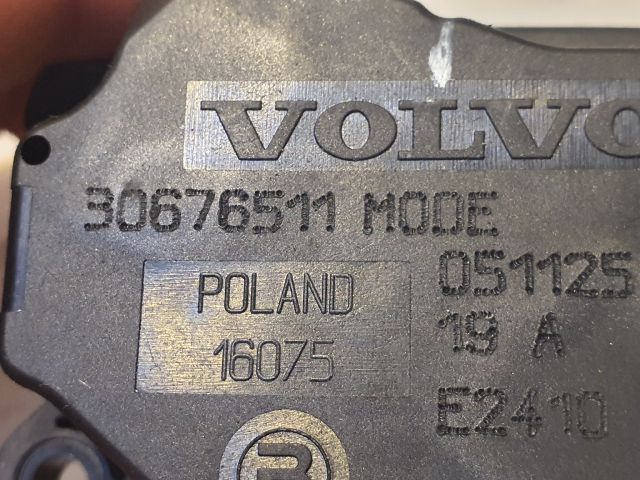 VOLVO
30676511 MODE
POLAND
16075
051125
19 A
E2410